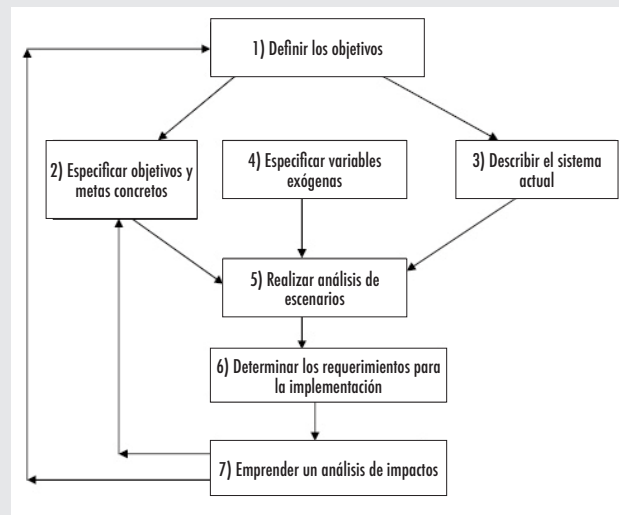 1) Definir los objetivos
2) Especificar objetivos y
metas concretos
4) Especificar variables
exógenas
3) Describir el sistema
actual
5) Realizar análisis de
escenarios
6) Determinar los requerimientos para
la implementación
7) Emprender un análisis de impactos